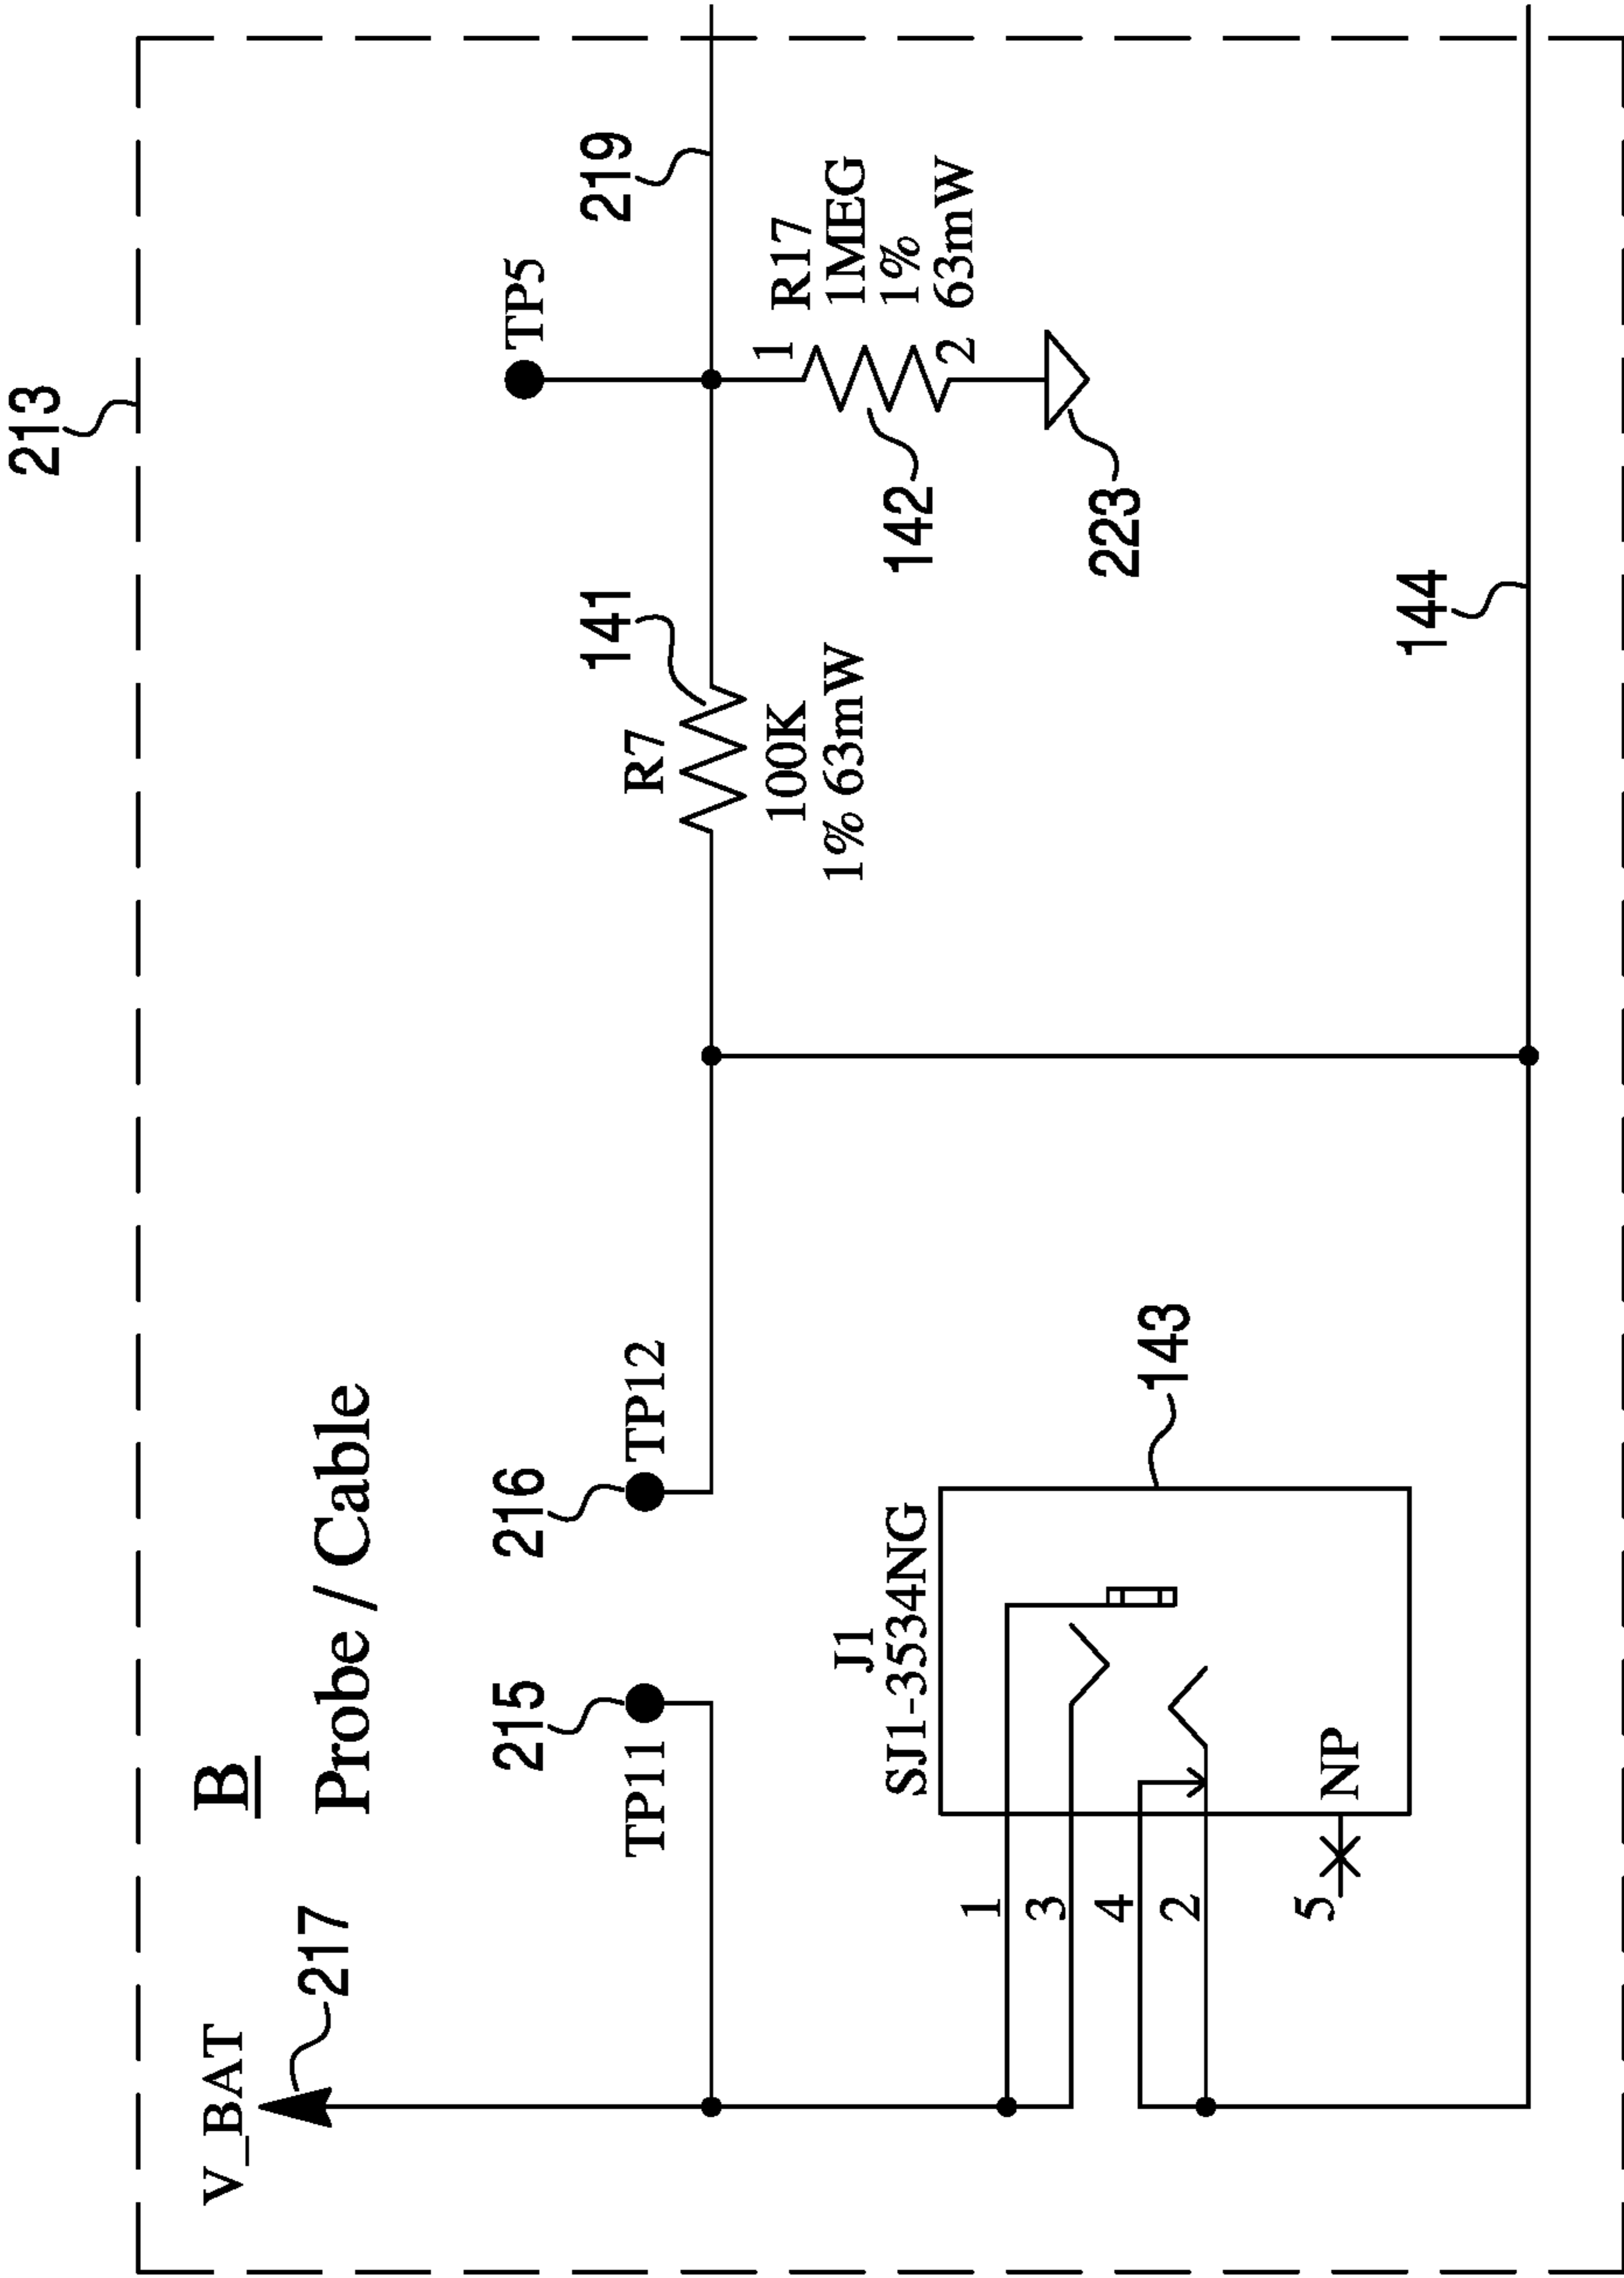 213
B
Probe / Cable
V_BAT
217
215
TP11
216
TP12
TP5
219
R7
141
100K
1% 63mW
1
R17
1MEG
1%
63mW
2
142
223
J1
SJ1-3534NG
1
3
4
2
5
NP
143
144